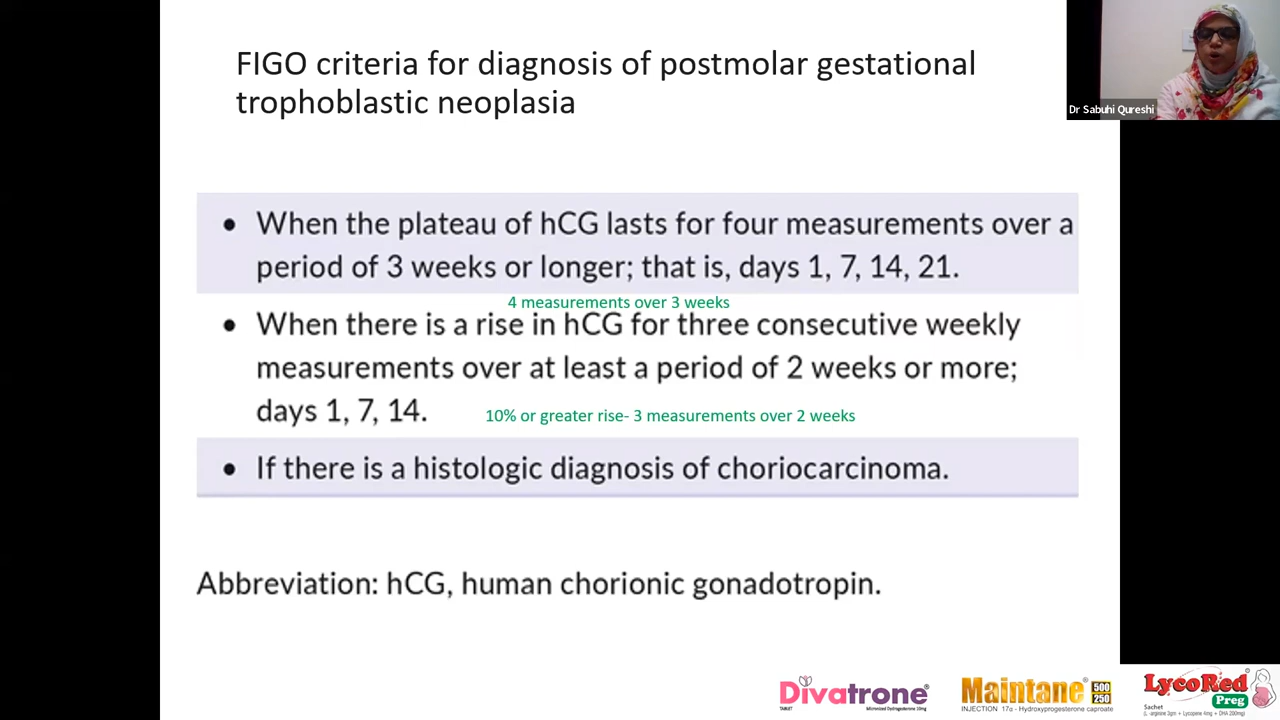 FIGO criteria for diagnosis of postmolar gestational
trophoblastic neoplasia
Dr Sabuhi Qureshi
• When the plateau of hCG lasts for four measurements over a
period of 3 weeks or longer; that is, days 1, 7, 14, 21.
4 measurements over 3 weeks
• When there is a rise in hCG for three consecutive weekly
measurements over at least a period of 2 weeks or more;
days 1, 7, 14.
10% or greater rise- 3 measurements over 2 weeks
• If there is a histologic diagnosis of choriocarcinoma.
Abbreviation: hCG, human chorionic gonadotropin.
Divatrone®
TABLET Micronized Dydrogesterone 10mg
Maintane 500 250
INJECTION 17α - Hydroxyprogesterone caproate
LycoRed®
Preg
Sachet
(L-arginine 3gm + Lycopene 4mg + DHA 200mg)